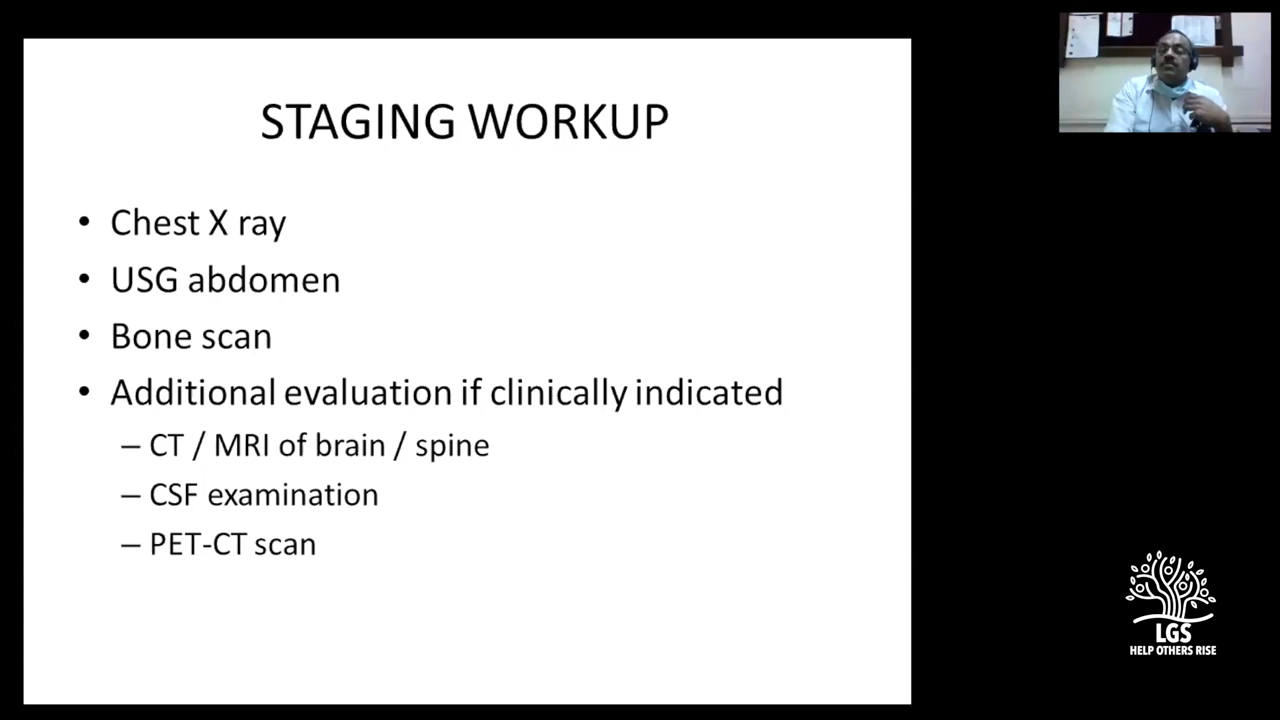 STAGING WORKUP
• Chest X ray
• USG abdomen
• Bone scan
• Additional evaluation if clinically indicated
– CT / MRI of brain / spine
– CSF examination
– PET-CT scan
LGS
HELP OTHERS RISE